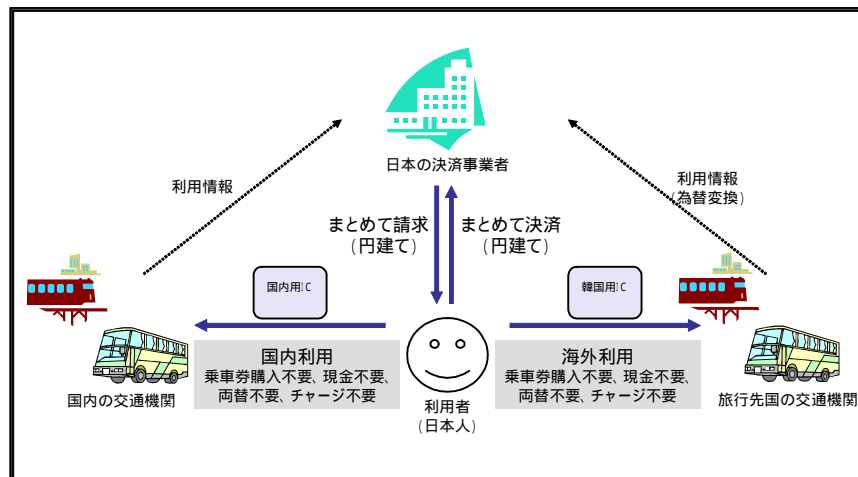 日本の決済事業者
利用情報
利用情報
(為替変換)
まとめて請求
(円建て)
まとめて決済
(円建て)
国内用IC
韓国用IC
国内利用
乗車券購入不要、現金不要、
両替不要、チャージ不要
海外利用
乗車券購入不要、現金不要、
両替不要、チャージ不要
国内の交通機関
利用者
(日本人)
旅行先国の交通機関